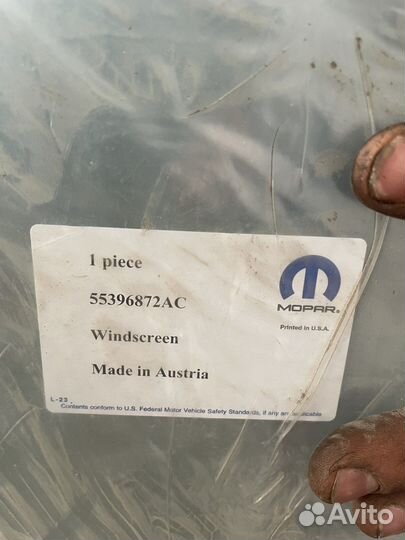 1 piece
55396872AC
MOPAR®
Printed in U.S.A.
Windscreen
Made in Austria
L-23
Contents conform to U.S. Federal Motor Vehicle Safety Standards, if any are applicable
Avito